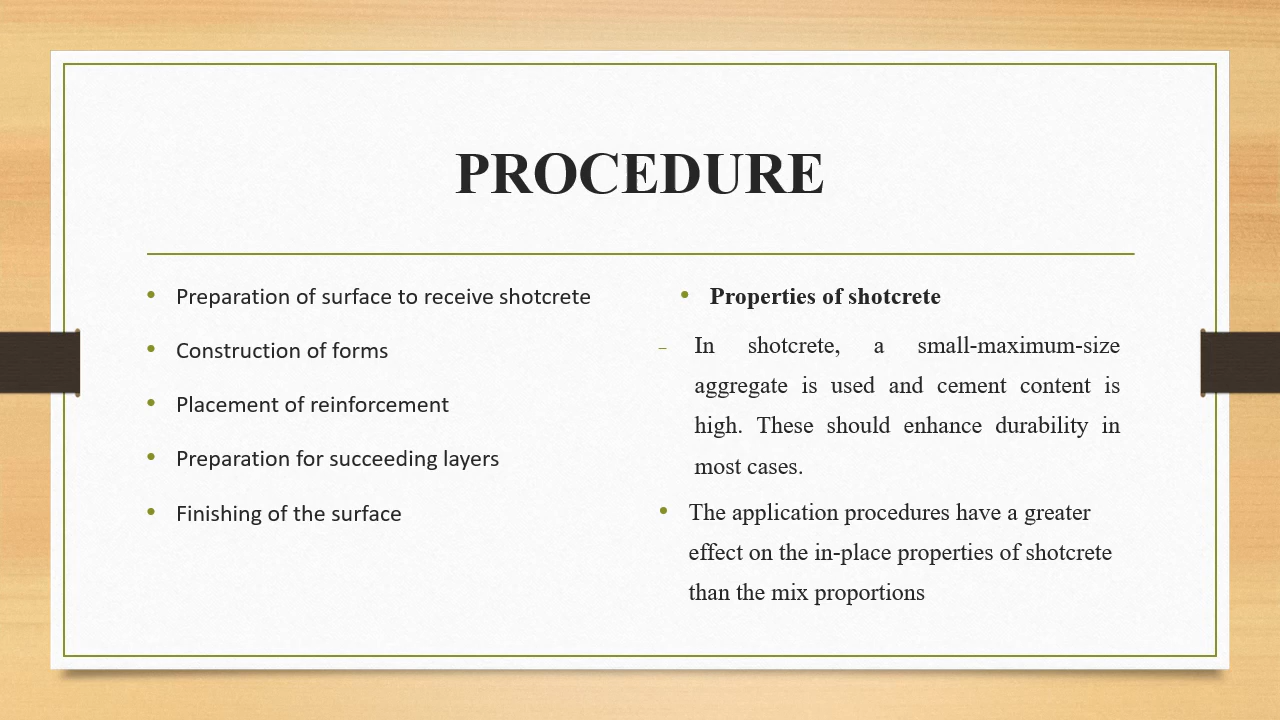 PROCEDURE
• Preparation of surface to receive shotcrete
• Construction of forms
• Placement of reinforcement
• Preparation for succeeding layers
• Finishing of the surface
• Properties of shotcrete
– In shotcrete, a small-maximum-size
aggregate is used and cement content is
high. These should enhance durability in
most cases.
• The application procedures have a greater
effect on the in-place properties of shotcrete
than the mix proportions